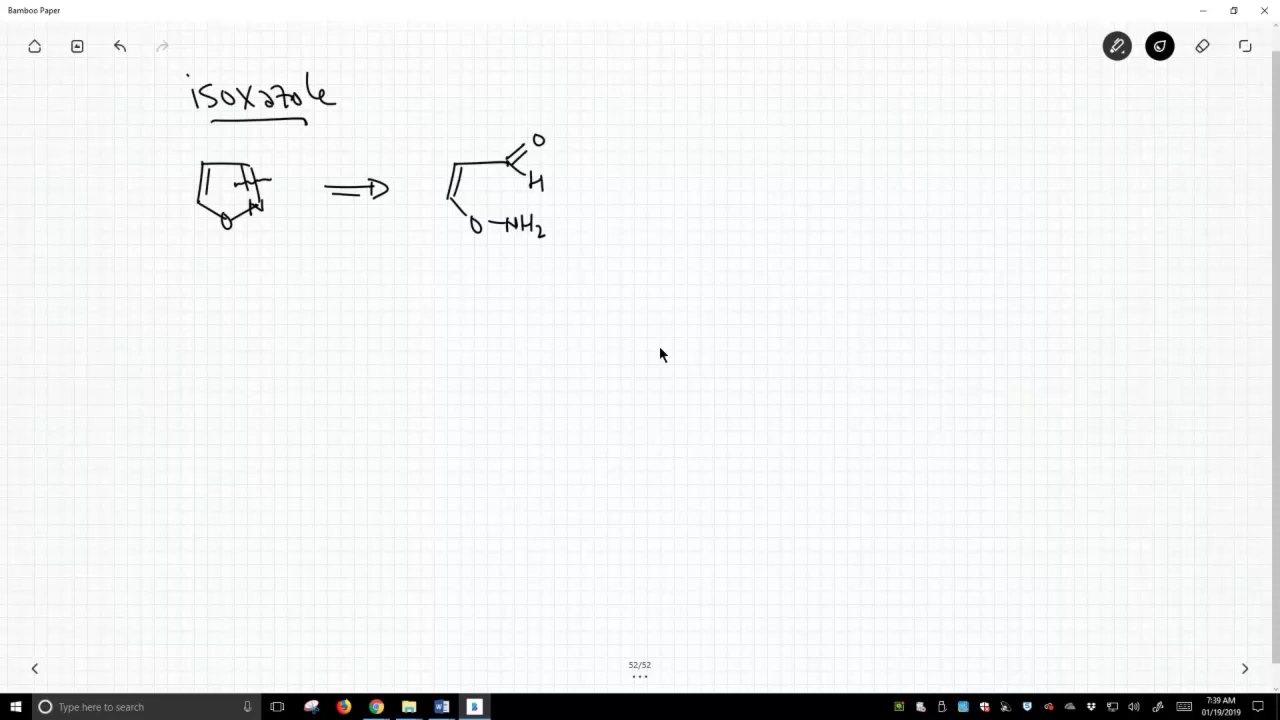 Bamboo Paper
isoxazole
O
H
N
O
O-NH2
52/52
Type here to search
7:39 AM
01/19/2019